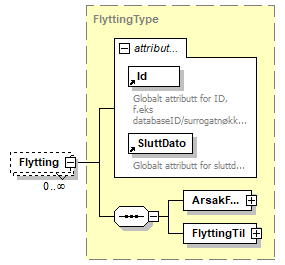 FlyttingType
attribut...
Id
Globalt attributt for ID,
f.eks
databaseID/surrogatnøkk...
SluttDato
Globalt attributt for sluttd...
Flytting
0..∞
ArsakF...
FlyttingTil